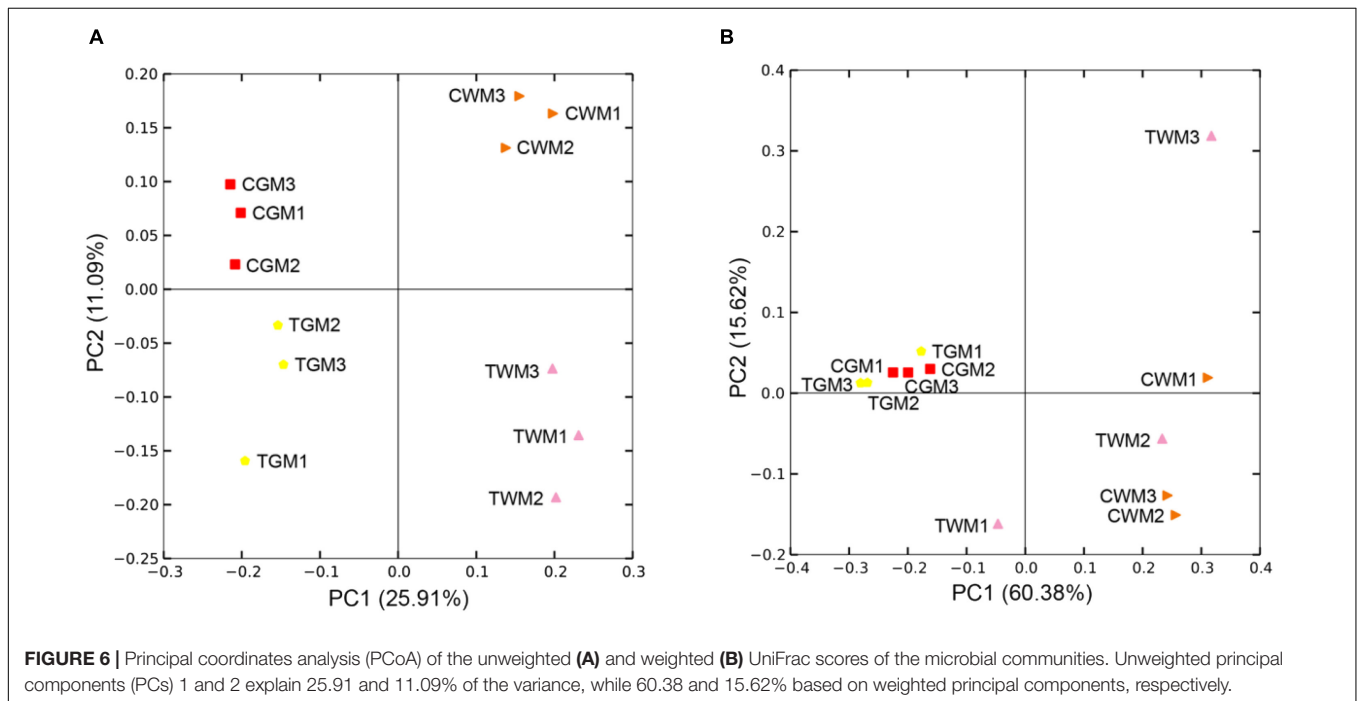 A
B
0.20
0.15
0.10
0.05
0.00
−0.05
−0.10
−0.15
−0.20
−0.25
−0.3 −0.2 −0.1 0.0 0.1 0.2 0.3
PC2 (11.09%)
PC1 (25.91%)
CWM3
CWM1
CWM2
CGM3
CGM1
CGM2
TGM2
TGM3
TGM1
TWM3
TWM1
TWM2
0.4
0.3
0.2
0.1
0.0
−0.1
−0.2
−0.4 −0.3 −0.2 −0.1 0.0 0.1 0.2 0.3 0.4
PC2 (15.62%)
PC1 (60.38%)
TWM3
TGM1
CGM1
CGM2
TGM3
CGM3
TGM2
CWM1
TWM2
CWM3
CWM2
TWM1
FIGURE 6 | Principal coordinates analysis (PCoA) of the unweighted (A) and weighted (B) UniFrac scores of the microbial communities. Unweighted principal
components (PCs) 1 and 2 explain 25.91 and 11.09% of the variance, while 60.38 and 15.62% based on weighted principal components, respectively.